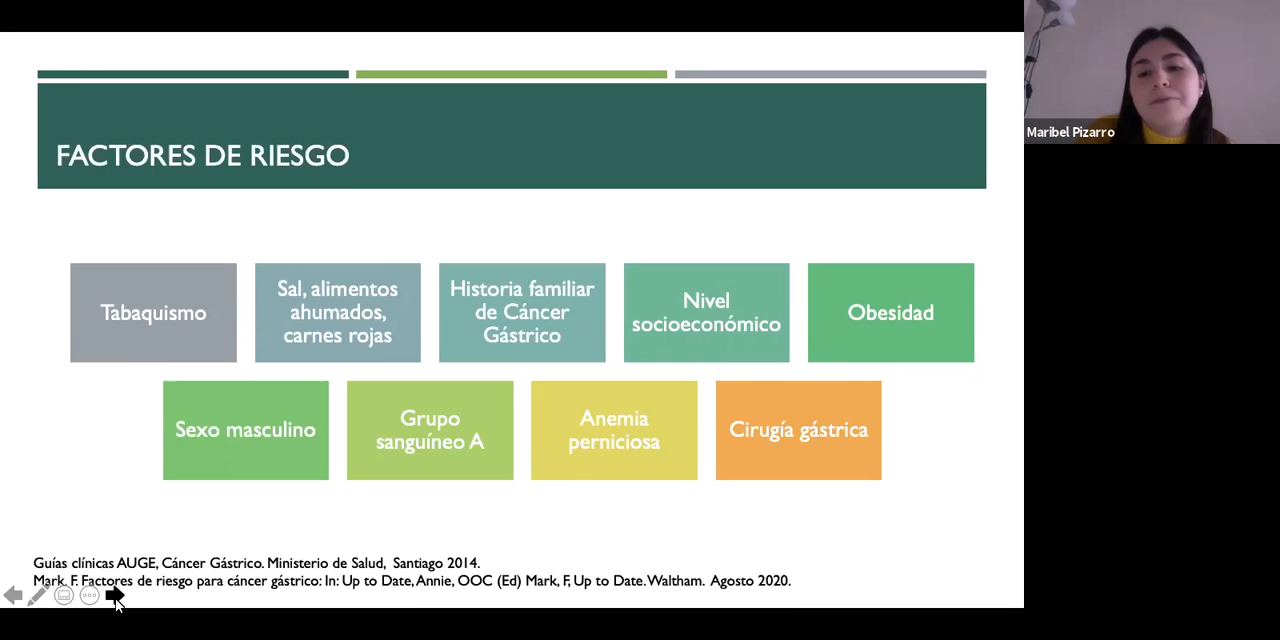 Maribel Pizarro
FACTORES DE RIESGO
Tabaquismo
Sal, alimentos
ahumados,
carnes rojas
Historia familiar
de Cáncer
Gástrico
Nivel
socioeconómico
Obesidad
Sexo masculino
Grupo
sanguíneo A
Anemia
perniciosa
Cirugía gástrica
Guías clínicas AUGE, Cáncer Gástrico. Ministerio de Salud, Santiago 2014.
Mark. F. Factores de riesgo para cáncer gástrico: In: Up to Date, Annie, OOC (Ed) Mark, F, Up to Date. Waltham. Agosto 2020.